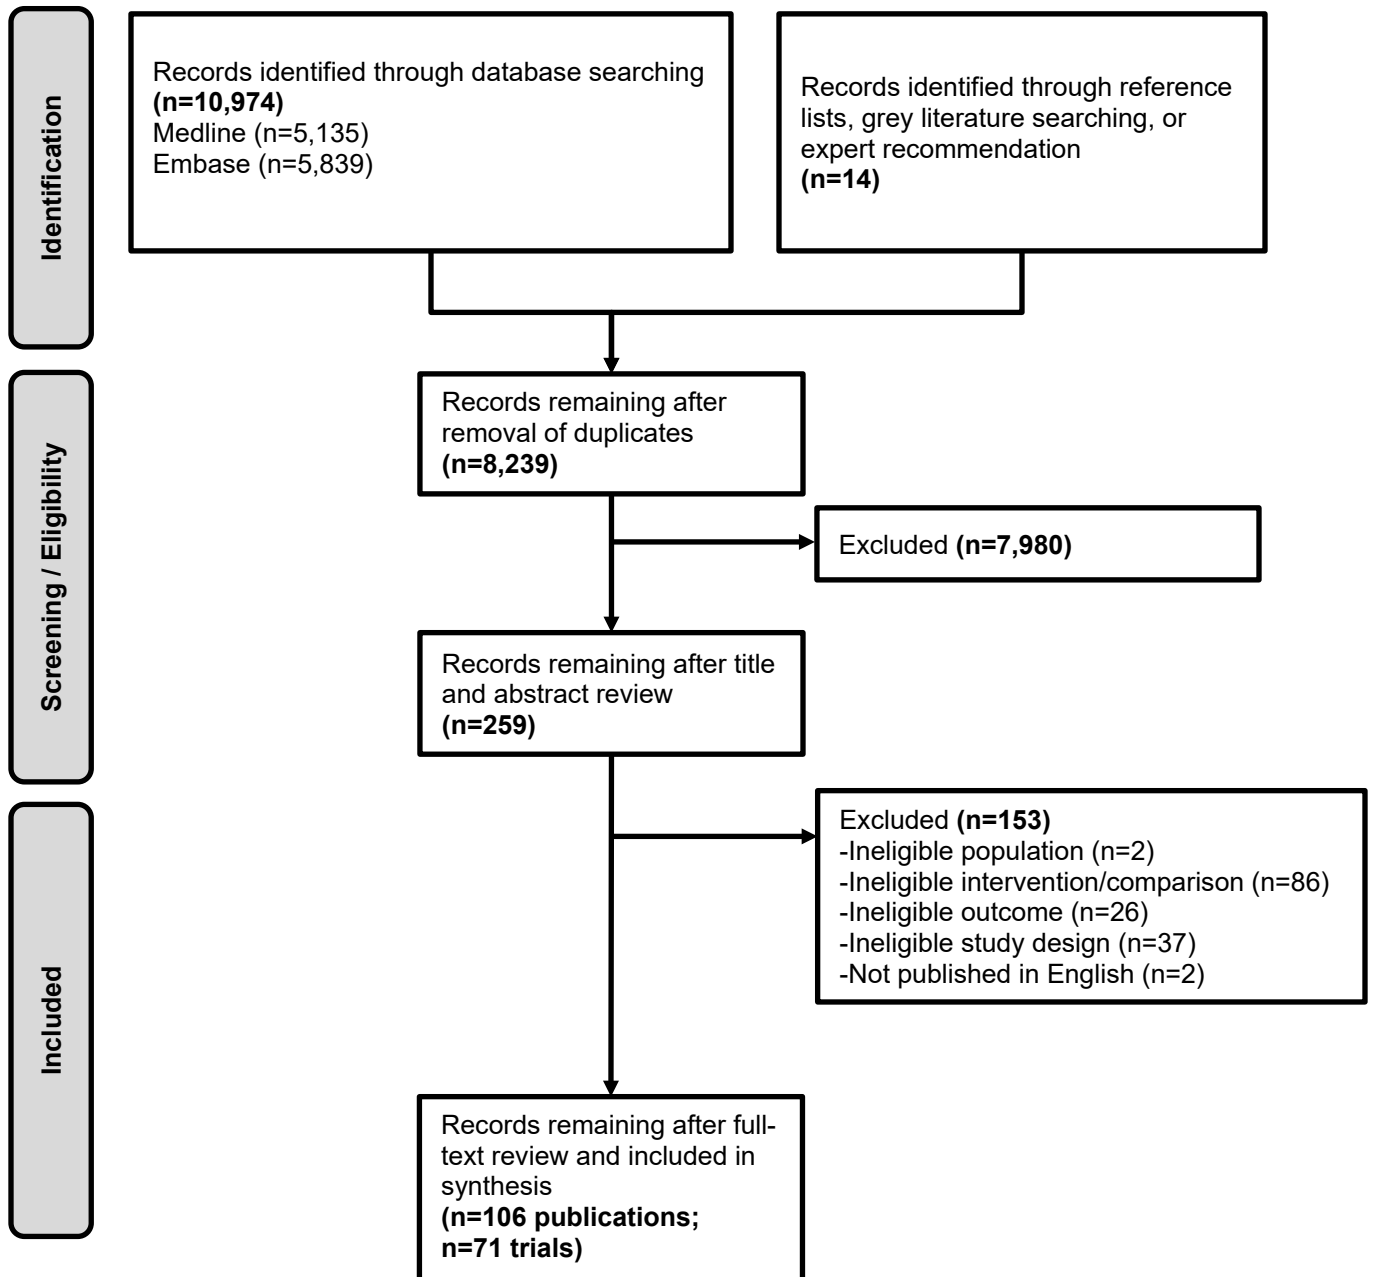 Identification
Records identified through database searching
(n=10,974)
Medline (n=5,135)
Embase (n=5,839)
Records identified through reference
lists, grey literature searching, or
expert recommendation
(n=14)
Screening / Eligibility
Records remaining after
removal of duplicates
(n=8,239)
Excluded (n=7,980)
Records remaining after title
and abstract review
(n=259)
Included
Excluded (n=153)
-Ineligible population (n=2)
-Ineligible intervention/comparison (n=86)
-Ineligible outcome (n=26)
-Ineligible study design (n=37)
-Not published in English (n=2)
Records remaining after full-
text review and included in
synthesis
(n=106 publications;
n=71 trials)